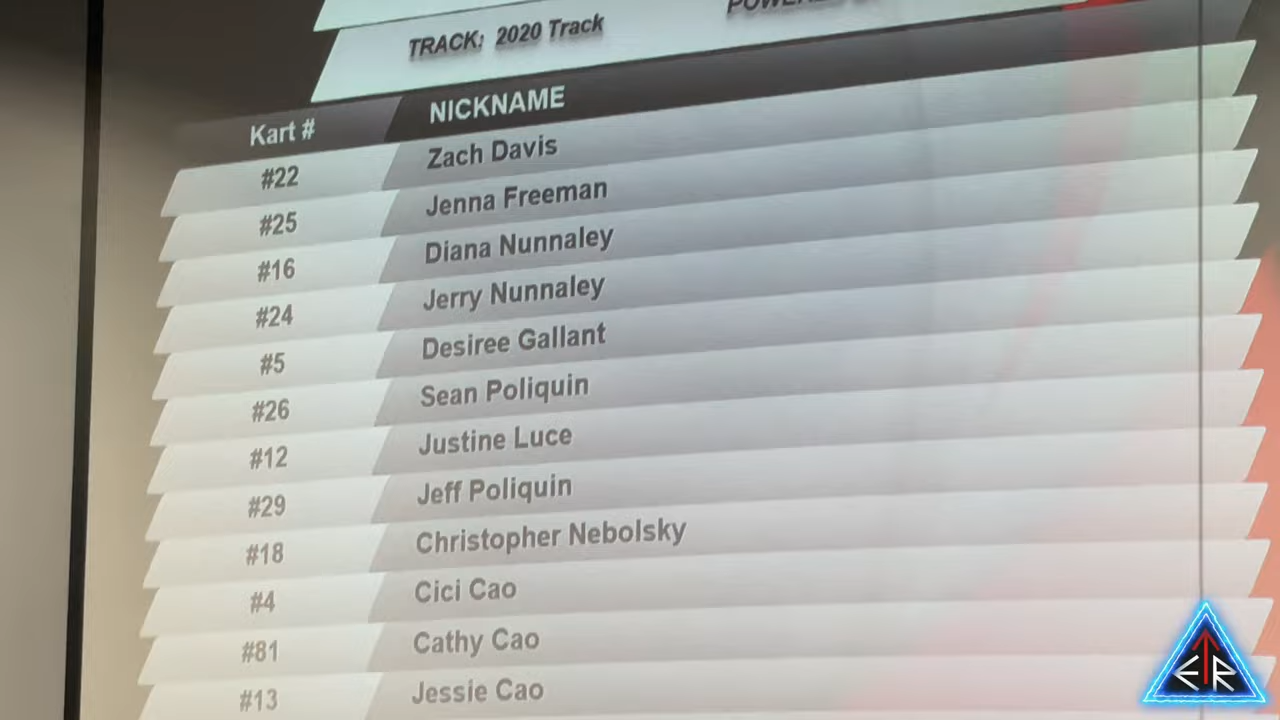 TRACK: 2020 Track
Kart # NICKNAME
#22 Zach Davis
#25 Jenna Freeman
#16 Diana Nunnaley
#24 Jerry Nunnaley
#5 Desiree Gallant
#26 Sean Poliquin
#12 Justine Luce
#29 Jeff Poliquin
#18 Christopher Nebolsky
#4 Cici Cao
#81 Cathy Cao
#13 Jessie Cao
ETR